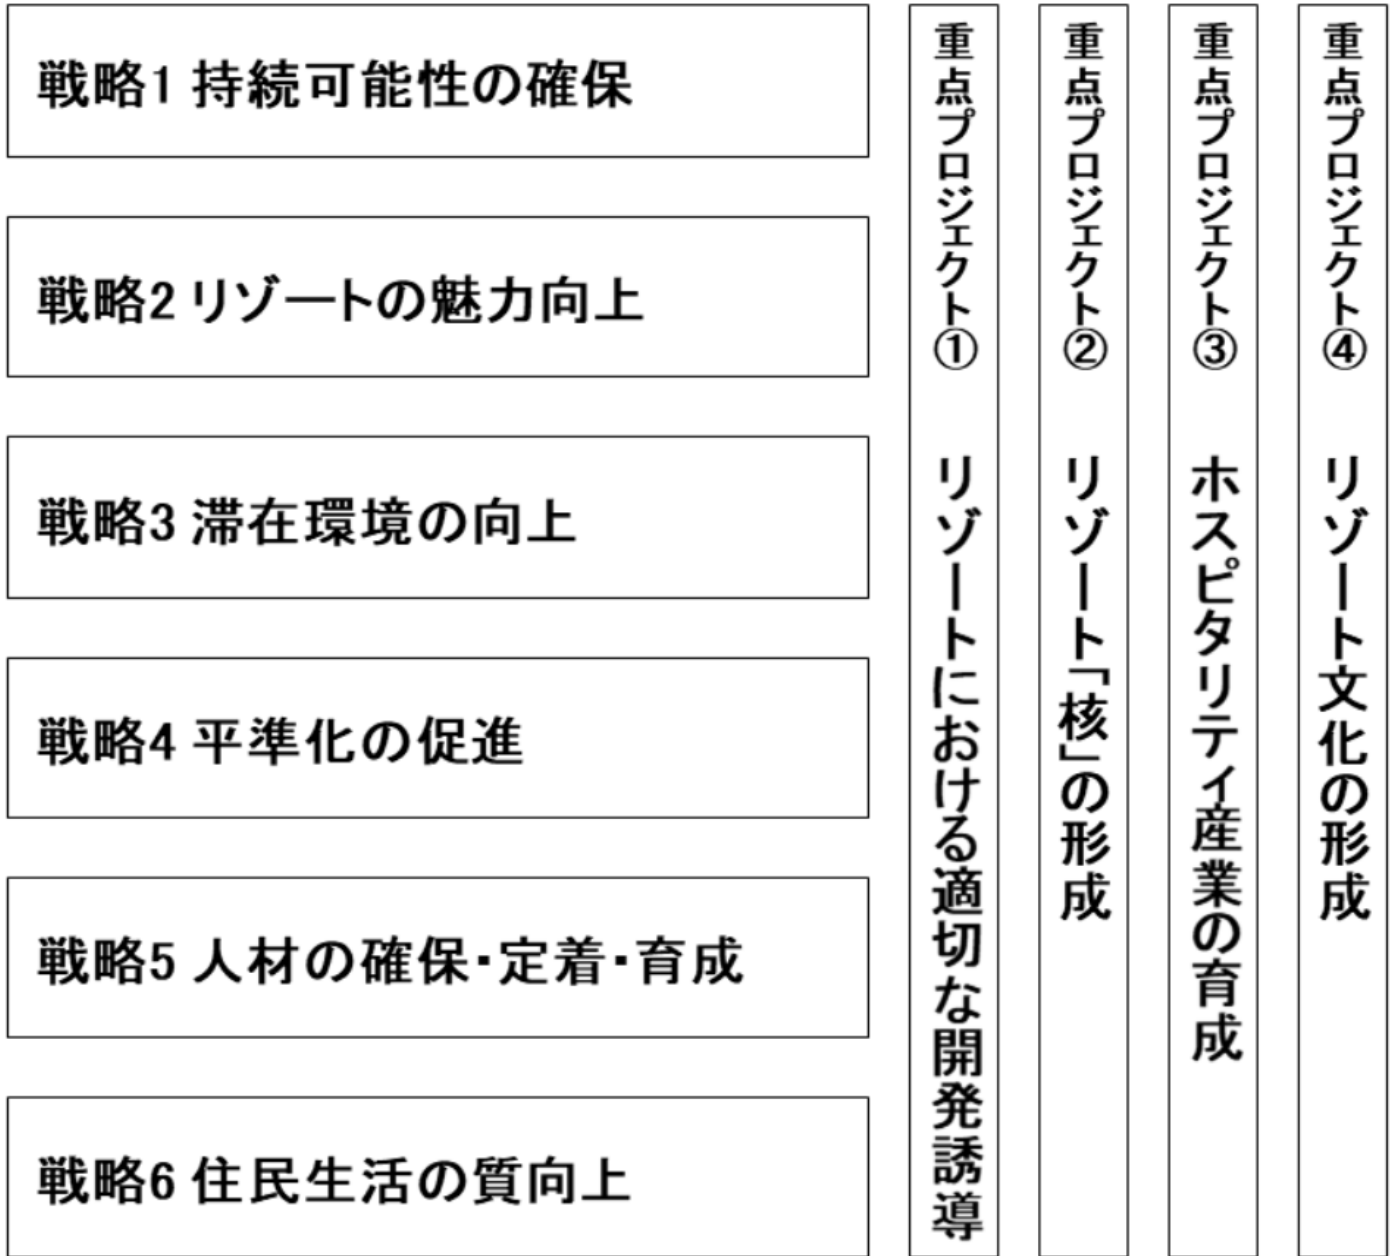 戦略1 持続可能性の確保
戦略2 リゾートの魅力向上
戦略3 滞在環境の向上
戦略4 平準化の促進
戦略5 人材の確保・定着・育成
戦略6 住民生活の質向上
重点プロジェクト① リゾートにおける適切な開発誘導
重点プロジェクト② リゾート「核」の形成
重点プロジェクト③ ホスピタリティ産業の育成
重点プロジェクト④ リゾート文化の形成